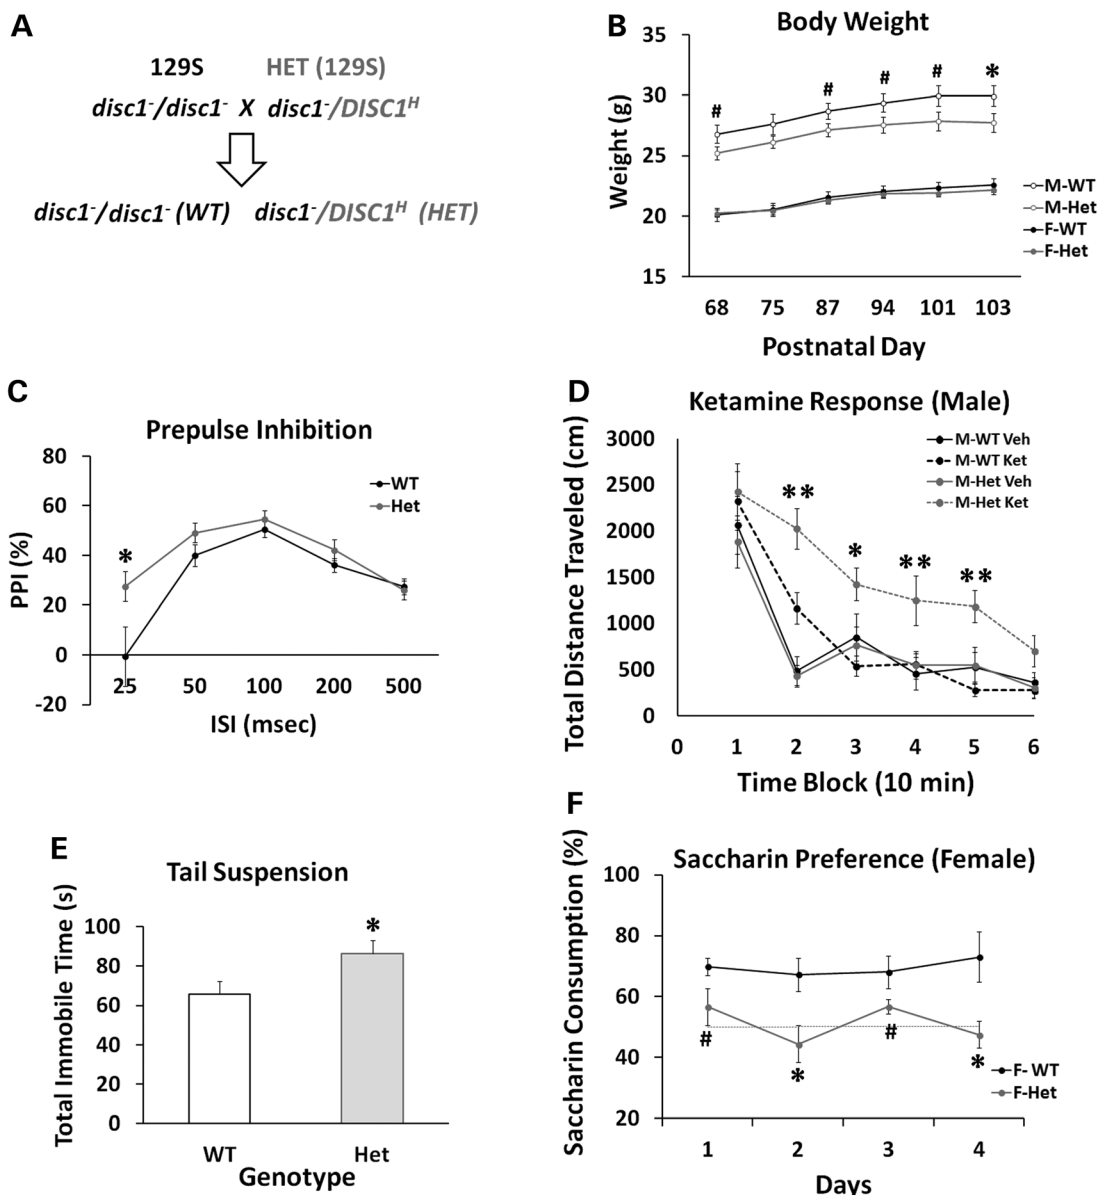 A
129S HET (129S)
disc1-/disc1- X disc1-/DISC1H
disc1-/disc1- (WT) disc1-/DISC1H (HET)
B
Body Weight
Weight (g)
35
30
25
20
15
# # # # *
M-WT
M-Het
F-WT
F-Het
68 75 87 94 101 103
Postnatal Day
C
Prepulse Inhibition
PPI (%)
80
60
40
20
0
-20
*
WT
Het
25 50 100 200 500
ISI (msec)
D
Ketamine Response (Male)
Total Distance Traveled (cm)
3000
2500
2000
1500
1000
500
0
M-WT Veh
M-WT Ket
M-Het Veh
M-Het Ket
** * ** **
0 1 2 3 4 5 6
Time Block (10 min)
E
Tail Suspension
Total Immobile Time (s)
100
80
60
40
20
0
*
WT Het
Genotype
F
Saccharin Preference (Female)
Saccharin Consumption (%)
100
80
60
40
20
# * # *
F- WT
F-Het
1 2 3 4
Days